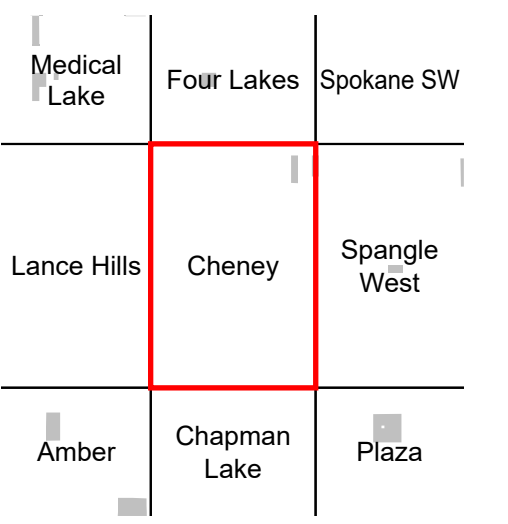 Medical
Lake
Four Lakes
Spokane SW
Lance Hills
Cheney
Spangle
West
Amber
Chapman
Lake
Plaza